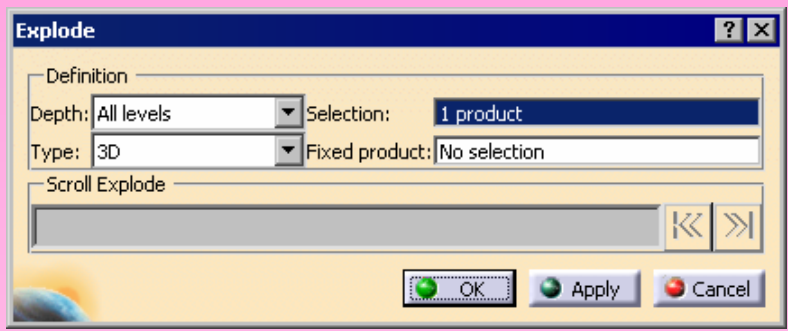 Explode
Definition
Depth: All levels Selection: 1 product
Type: 3D Fixed product: No selection
Scroll Explode
OK Apply Cancel